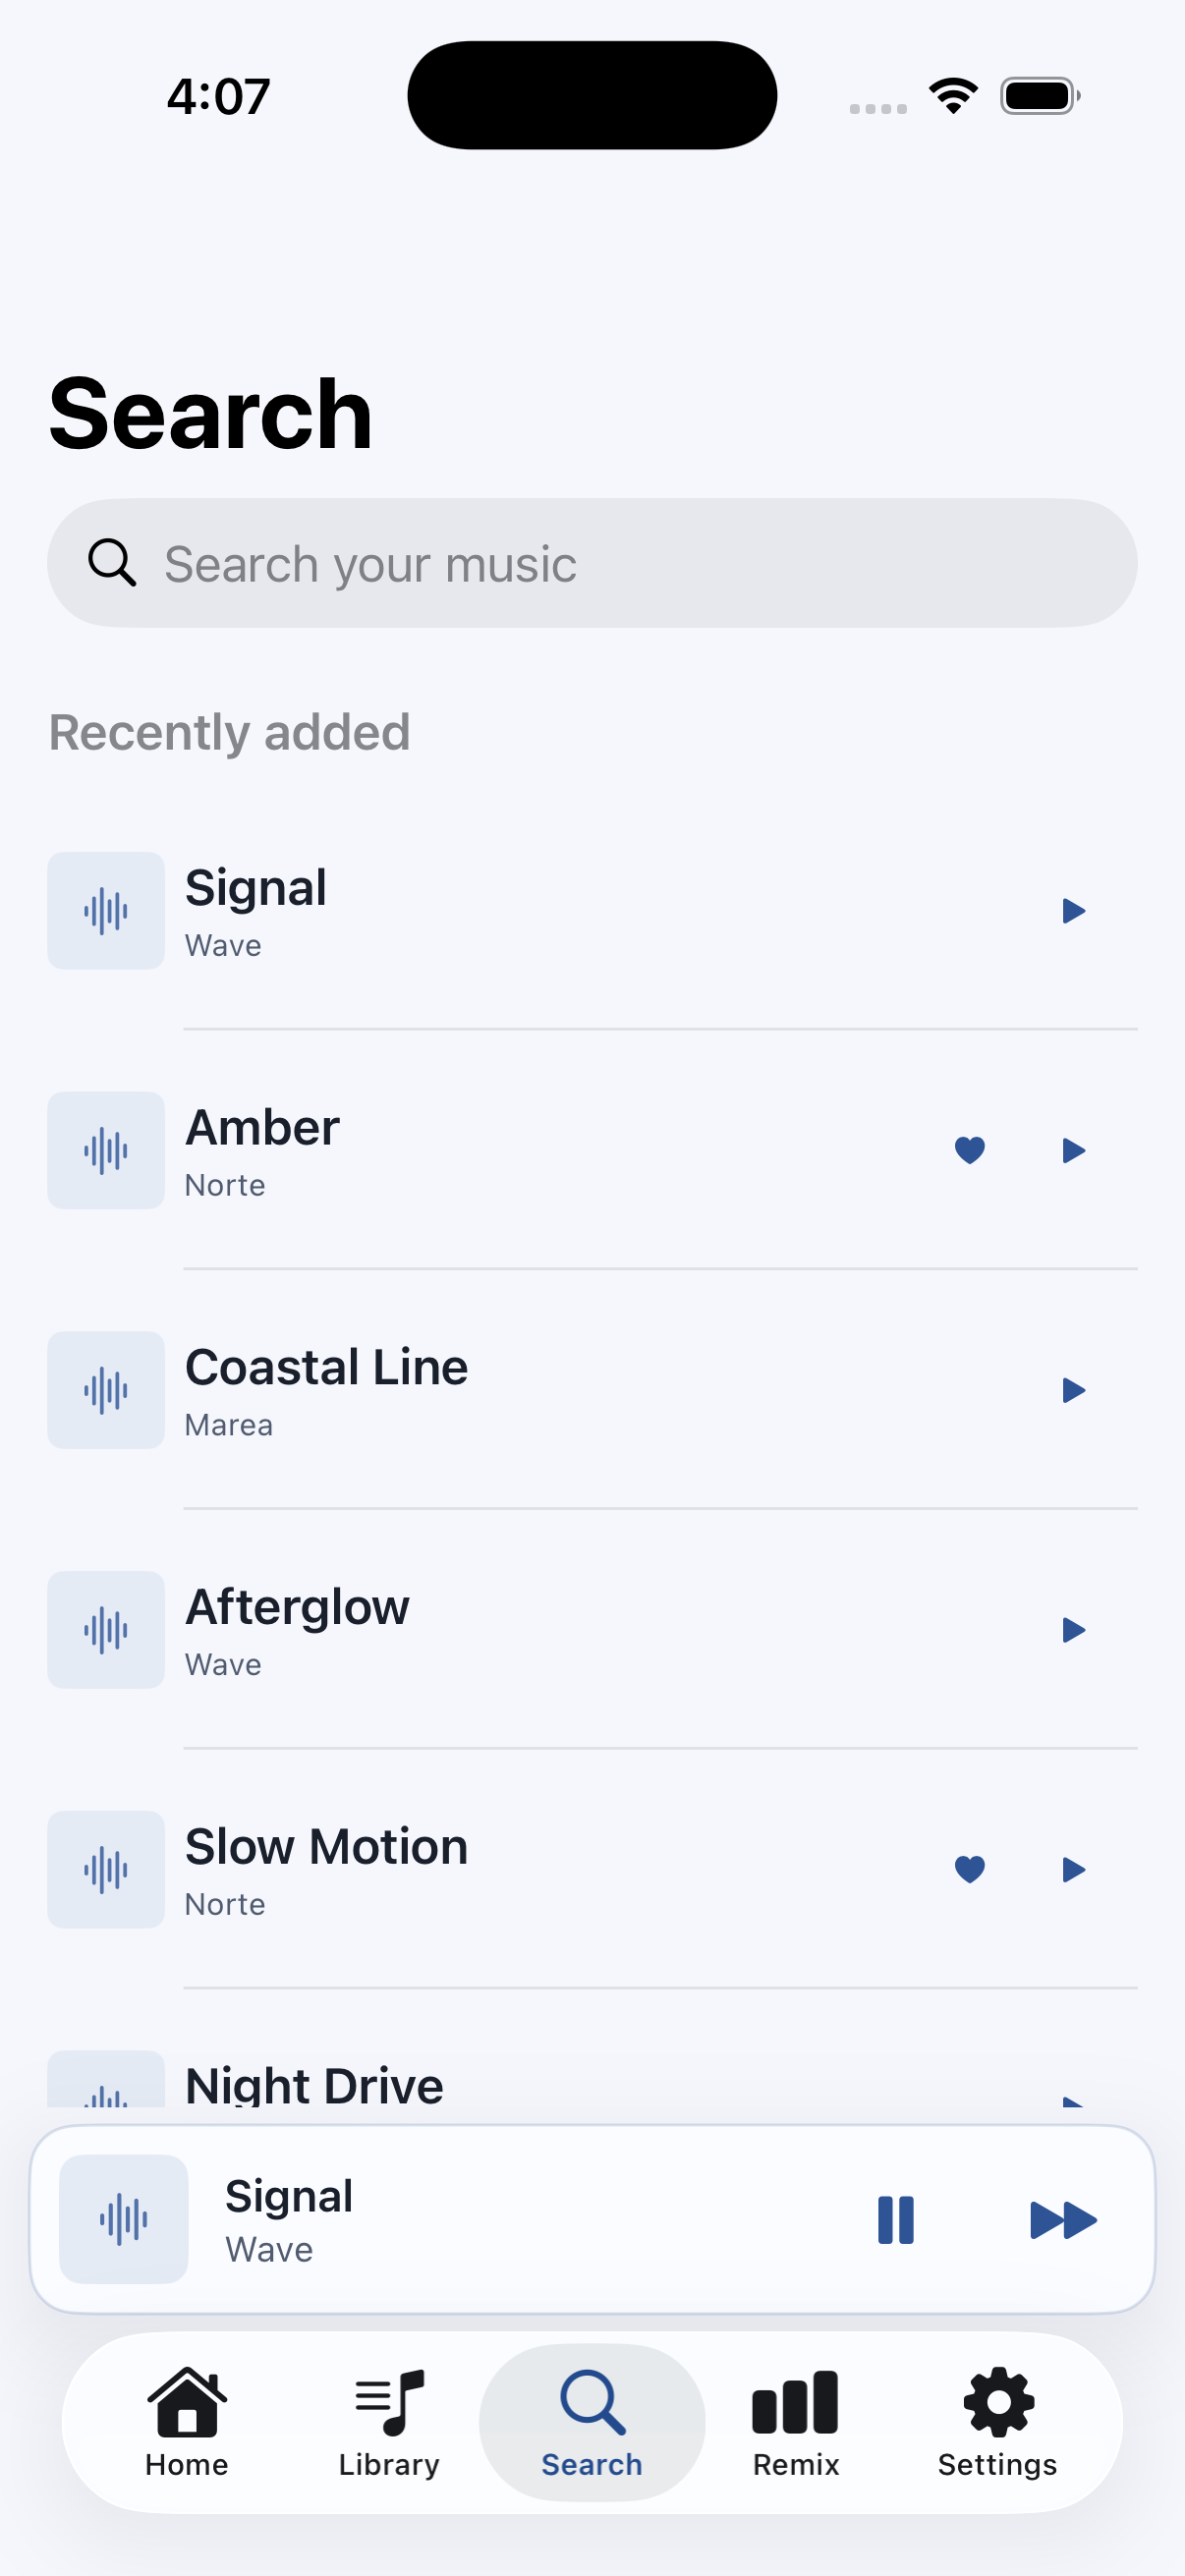 4:07
Search
Search your music
Recently added
Signal
Wave
Amber
Norte
Coastal Line
Marea
Afterglow
Wave
Slow Motion
Norte
Night Drive
Signal
Wave
Home
Library
Search
Remix
Settings